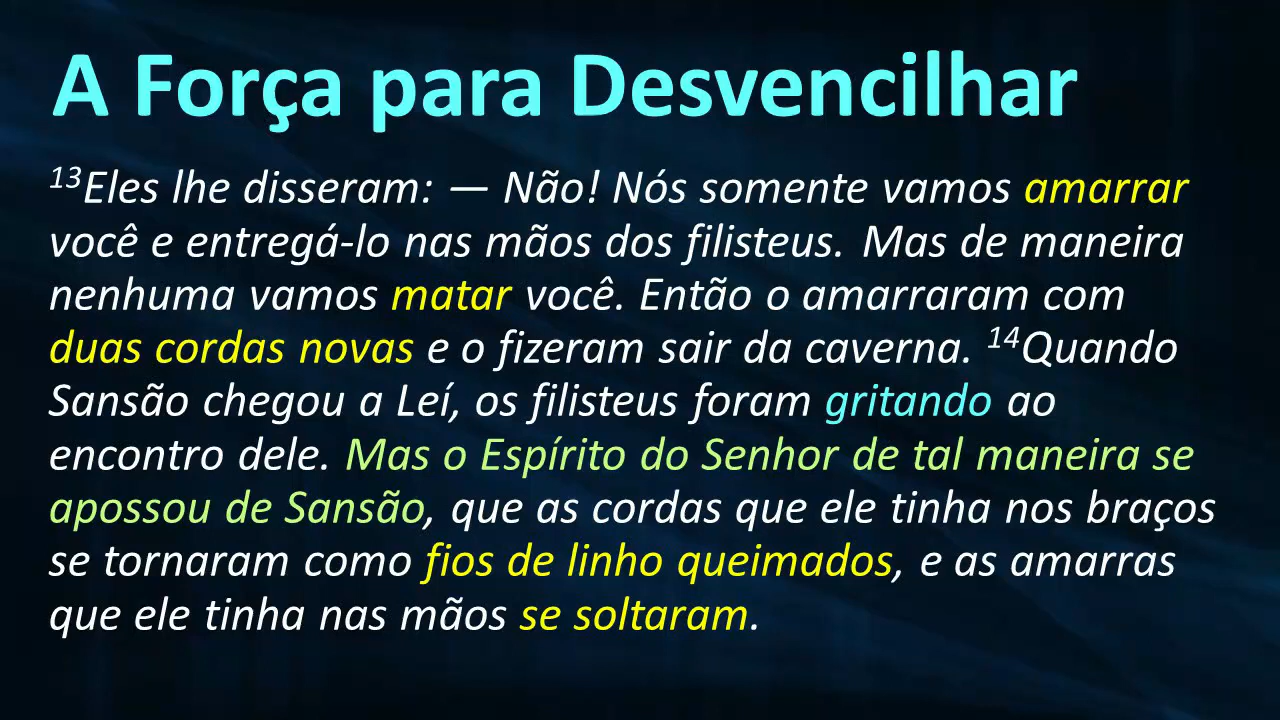 A Força para Desvencilhar
¹³Eles lhe disseram: — Não! Nós somente vamos amarrar
você e entregá-lo nas mãos dos filisteus. Mas de maneira
nenhuma vamos matar você. Então o amarraram com
duas cordas novas e o fizeram sair da caverna. ¹⁴Quando
Sansão chegou a Leí, os filisteus foram gritando ao
encontro dele. Mas o Espírito do Senhor de tal maneira se
apossou de Sansão, que as cordas que ele tinha nos braços
se tornaram como fios de linho queimados, e as amarras
que ele tinha nas mãos se soltaram.